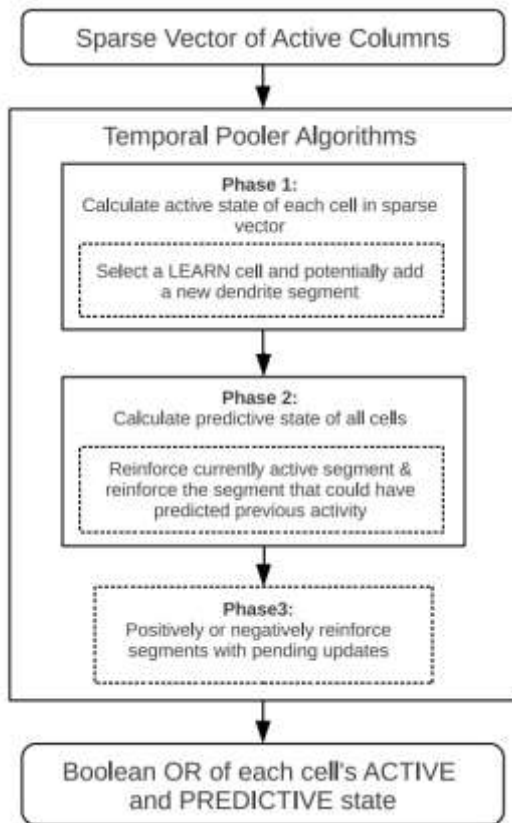 Sparse Vector of Active Columns
Temporal Pooler Algorithms
Phase 1:
Calculate active state of each cell in sparse
vector
Select a LEARN cell and potentially add
a new dendrite segment
Phase 2:
Calculate predictive state of all cells
Reinforce currently active segment &
reinforce the segment that could have
predicted previous activity
Phase3:
Positively or negatively reinforce
segments with pending updates
Boolean OR of each cell's ACTIVE
and PREDICTIVE state